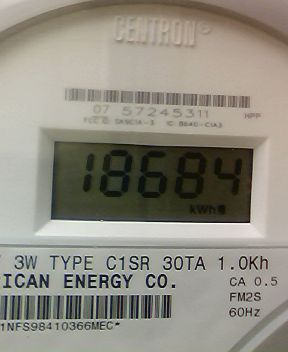 CENTRON®
07 57245311 HPP
18684
kWh
3W TYPE C1SR 30TA 1.0Kh
ICAN ENERGY CO.
CA 0.5
FM2S
60Hz
1NFS98410366MEC*